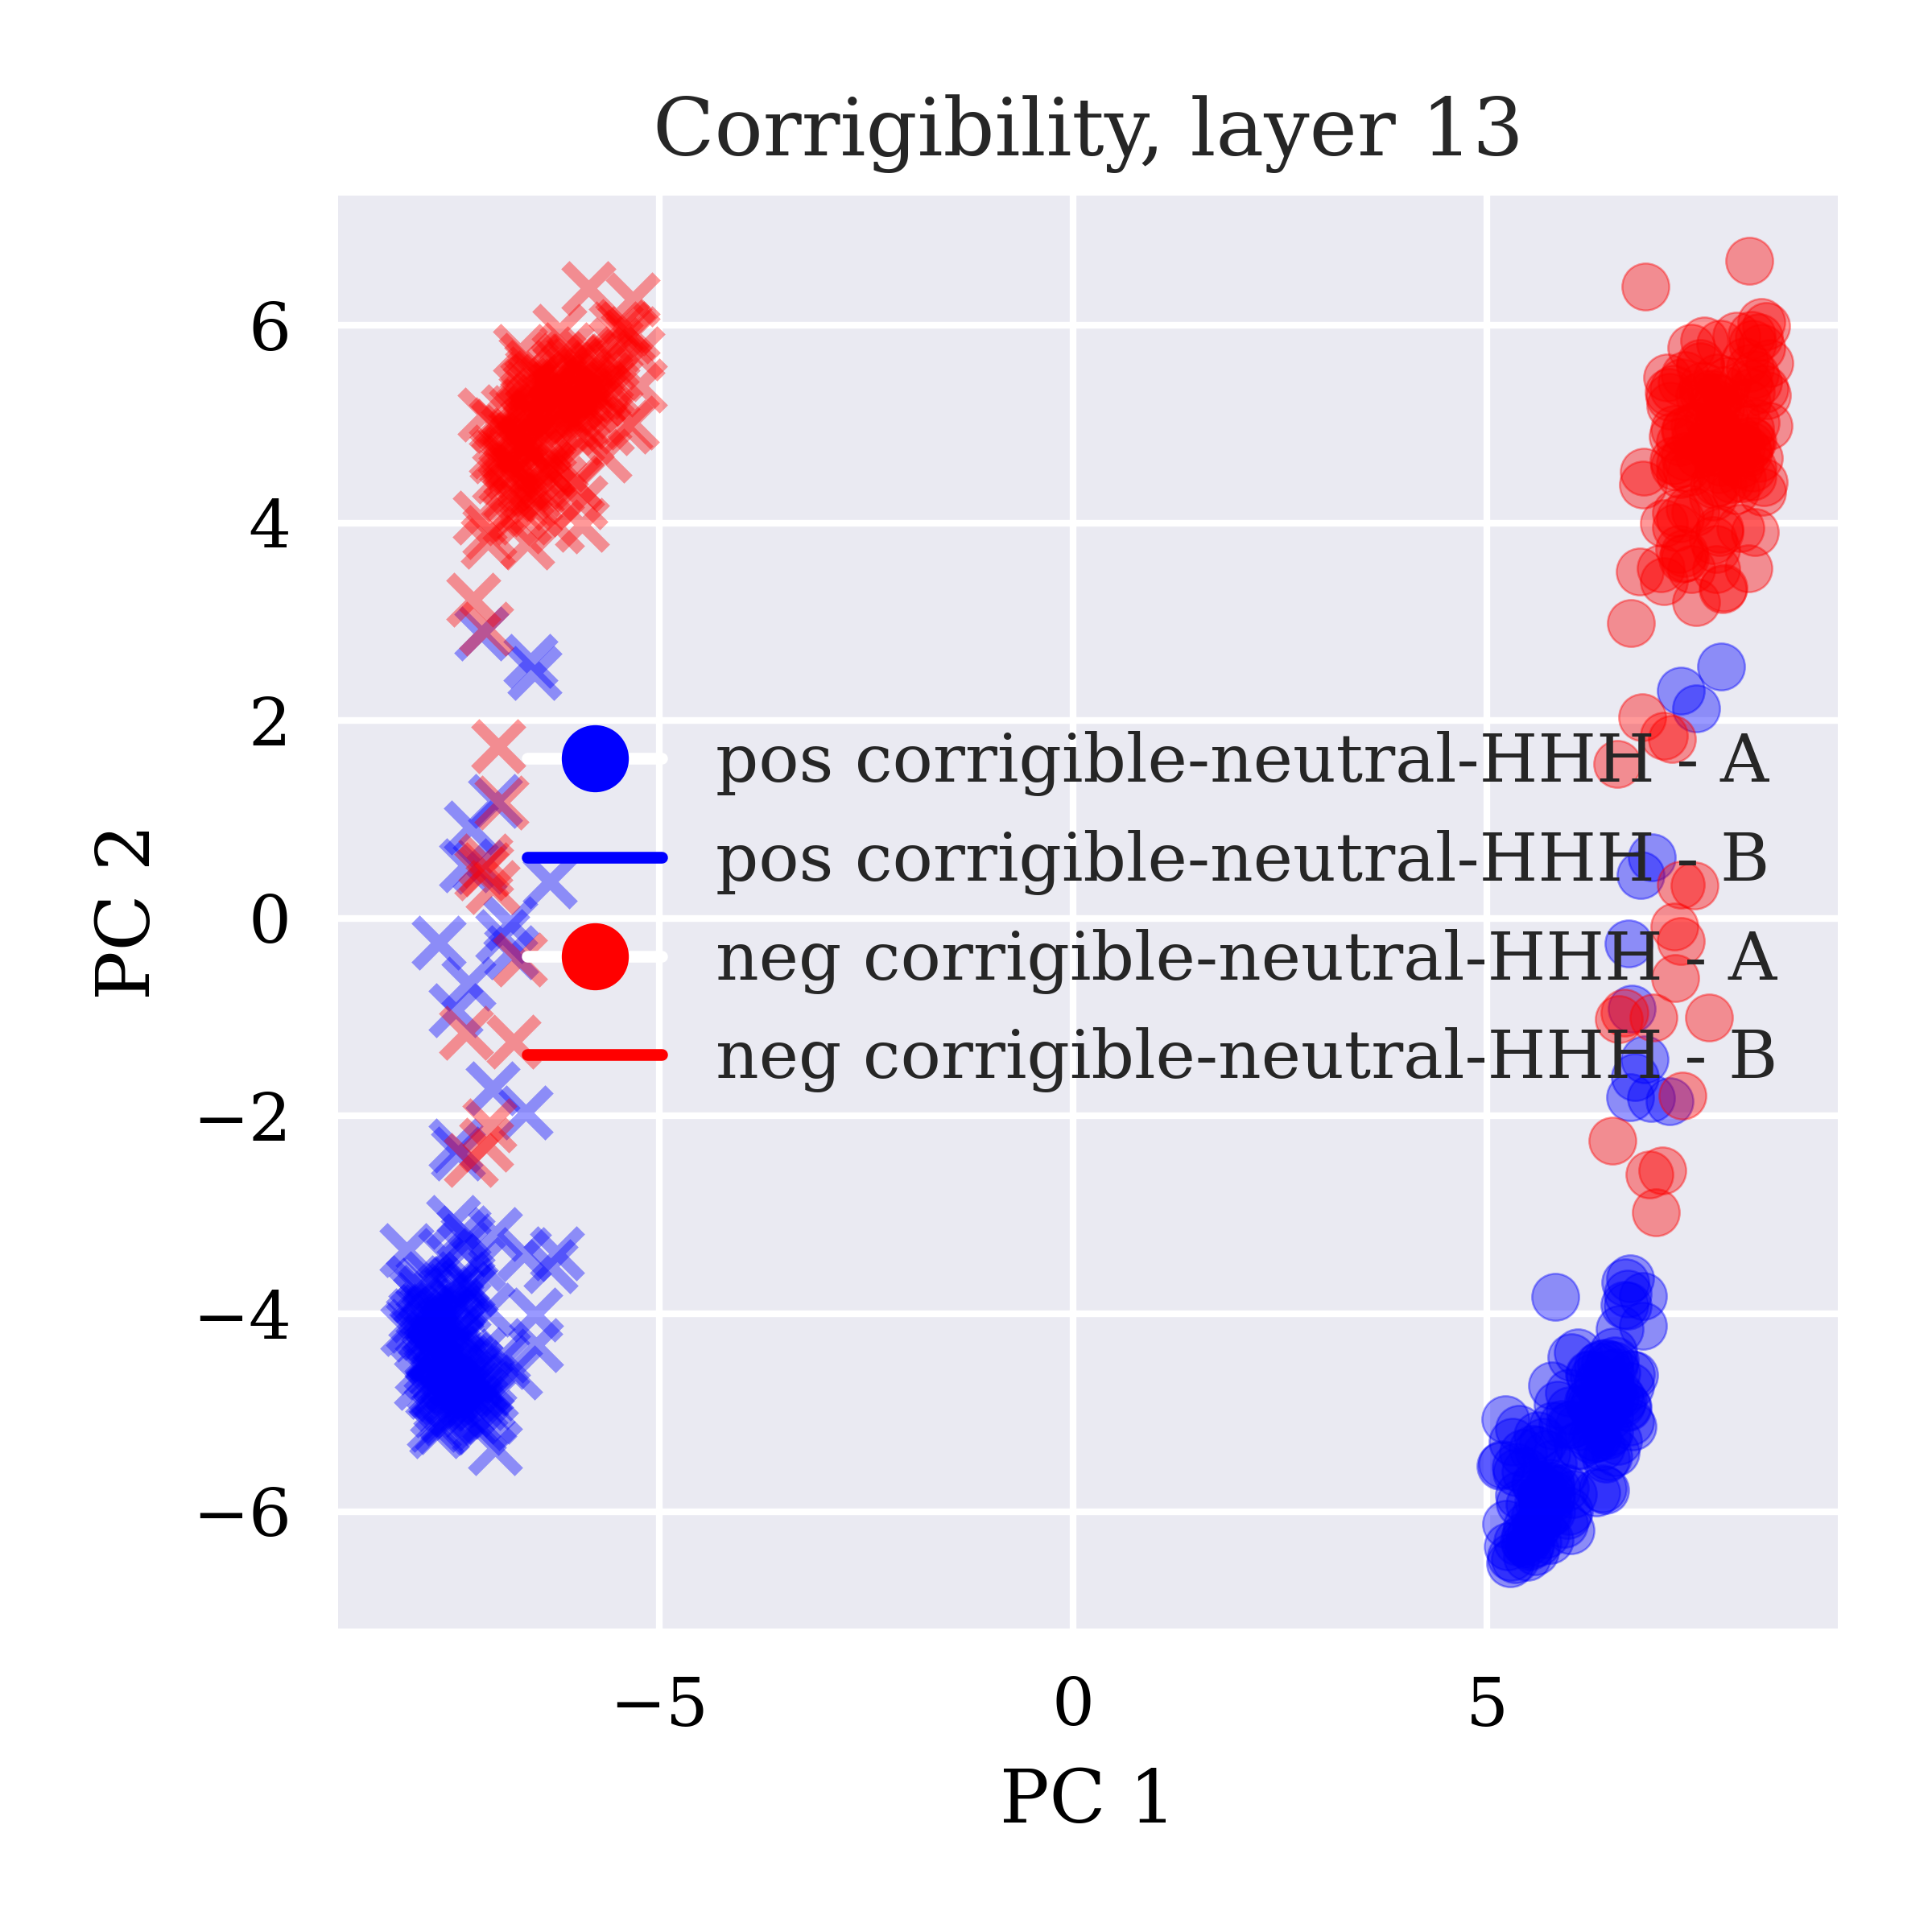 Corrigibility, layer 13
6
4
2
0
−2
−4
−6
PC 2
pos corrigible-neutral-HHH - A
pos corrigible-neutral-HHH - B
neg corrigible-neutral-HHH - A
neg corrigible-neutral-HHH - B
−5 0 5
PC 1